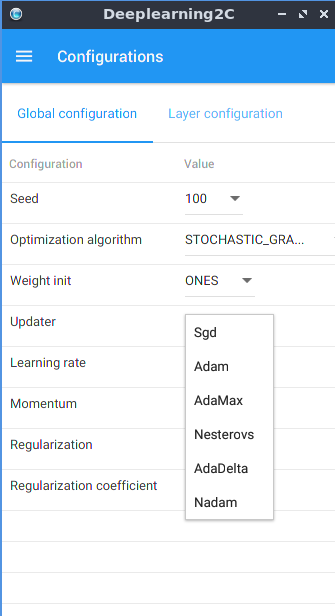 Deeplearning2C
Configurations
Global configuration Layer configuration
Configuration Value
Seed 100
Optimization algorithm STOCHASTIC_GRA...
Weight init ONES
Updater
Sgd
Learning rate
Adam
Momentum
AdaMax
Regularization
Nesterovs
Regularization coefficient
AdaDelta
Nadam